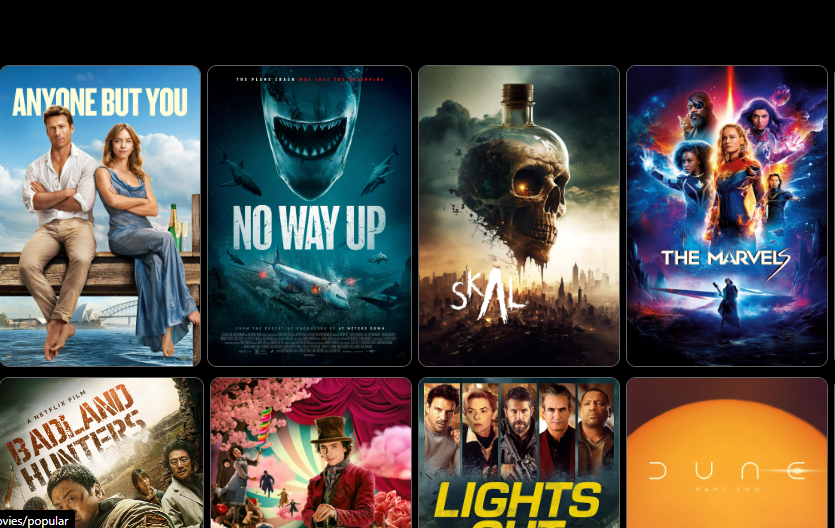 ANYONE BUT YOU
THE PLANE CRASH WAS JUST THE BEGINNING
NO WAY UP
FROM THE EXECUTIVE PRODUCERS OF 47 METERS DOWN
SKAL
THE MARVELS
A NETFLIX FILM
BADLAND
HUNTERS
LIGHTS
OUT
DUNE
PART TWO
ovies/popular